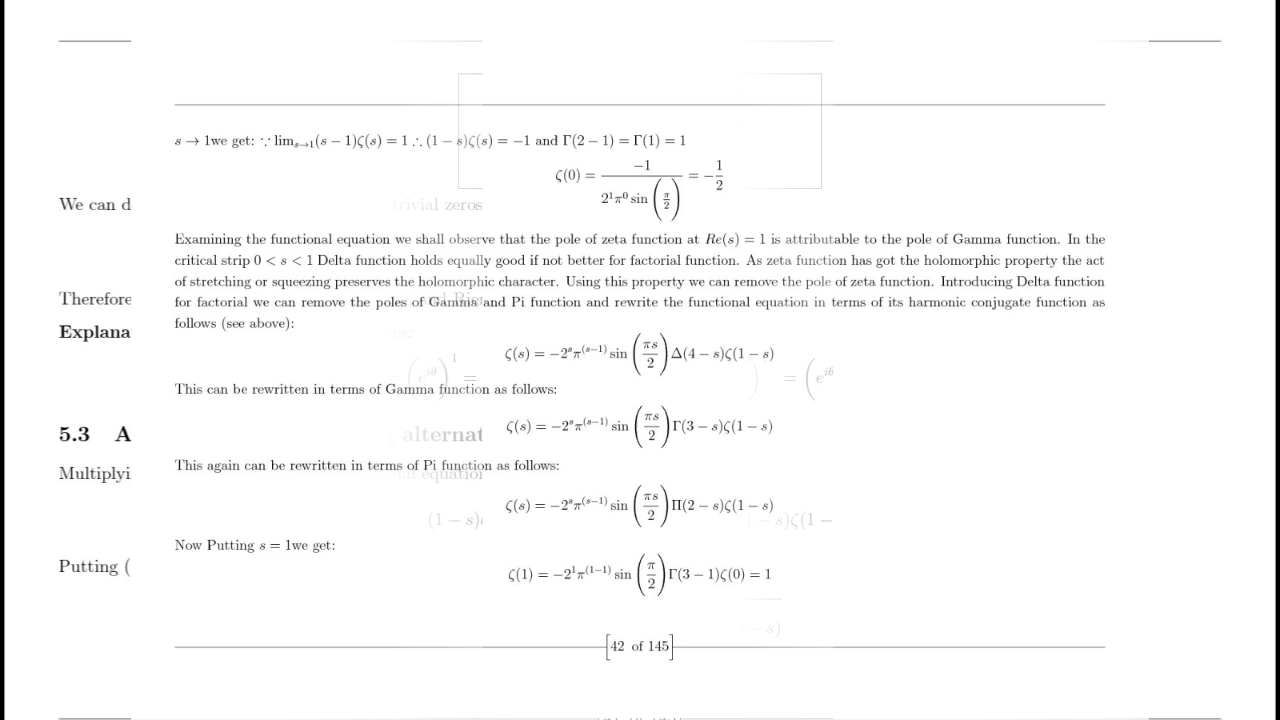 s → 1we get: ∵ lim_{s→1}(s − 1)ζ(s) = 1 ∴ (1 − s)ζ(s) = −1 and Γ(2 − 1) = Γ(1) = 1
ζ(0) = −1 / (2¹π⁰ sin(π/2)) = −1/2
We can d
trivial zeros
Examining the functional equation we shall observe that the pole of zeta function at Re(s) = 1 is attributable to the pole of Gamma function. In the
critical strip 0 < s < 1 Delta function holds equally good if not better for factorial function. As zeta function has got the holomorphic property the act
of stretching or squeezing preserves the holomorphic character. Using this property we can remove the pole of zeta function. Introducing Delta function
Therefore
for factorial we can remove the poles of Gamma and Pi function and rewrite the functional equation in terms of its harmonic conjugate function as
follows (see above):
Explana
ζ(s) = −2ˢπ^{(s−1)} sin(πs/2)Δ(4 − s)ζ(1 − s)
(e^{iθ})¹ =
= (e^{iθ
This can be rewritten in terms of Gamma function as follows:
ζ(s) = −2ˢπ^{(s−1)} sin(πs/2)Γ(3 − s)ζ(1 − s)
5.3 A
alternat
This again can be rewritten in terms of Pi function as follows:
Multiplyi
equation
ζ(s) = −2ˢπ^{(s−1)} sin(πs/2)Π(2 − s)ζ(1 − s)
(1 − s)
− s)ζ(1 −
Now Putting s = 1we get:
Putting (
ζ(1) = −2¹π^{(1−1)} sin(π/2)Γ(3 − 1)ζ(0) = 1
− s)
42 of 145